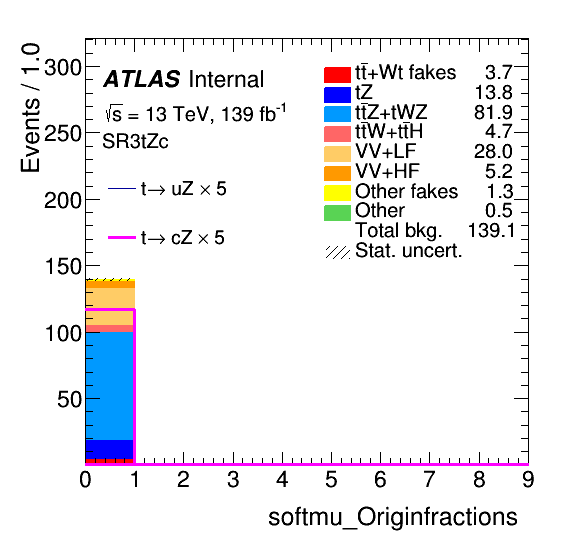 Events / 1.0
300
250
200
150
100
50
ATLAS Internal
√s = 13 TeV, 139 fb⁻¹
SR3tZc
t→ uZ × 5
t→ cZ × 5
tt̄+Wt fakes 3.7
tZ 13.8
tt̄Z+tWZ 81.9
tt̄W+tt̄H 4.7
VV+LF 28.0
VV+HF 5.2
Other fakes 1.3
Other 0.5
Total bkg. 139.1
Stat. uncert.
0 1 2 3 4 5 6 7 8 9
softmu_Originfractions